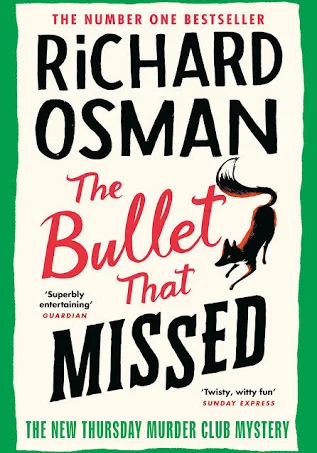 THE NUMBER ONE BESTSELLER
RiCHARD
OSMAN
The
Bullet
That
MISSED
'Superbly
entertaining'
GUARDIAN
'Twisty, witty fun'
SUNDAY EXPRESS
THE NEW THURSDAY MURDER CLUB MYSTERY